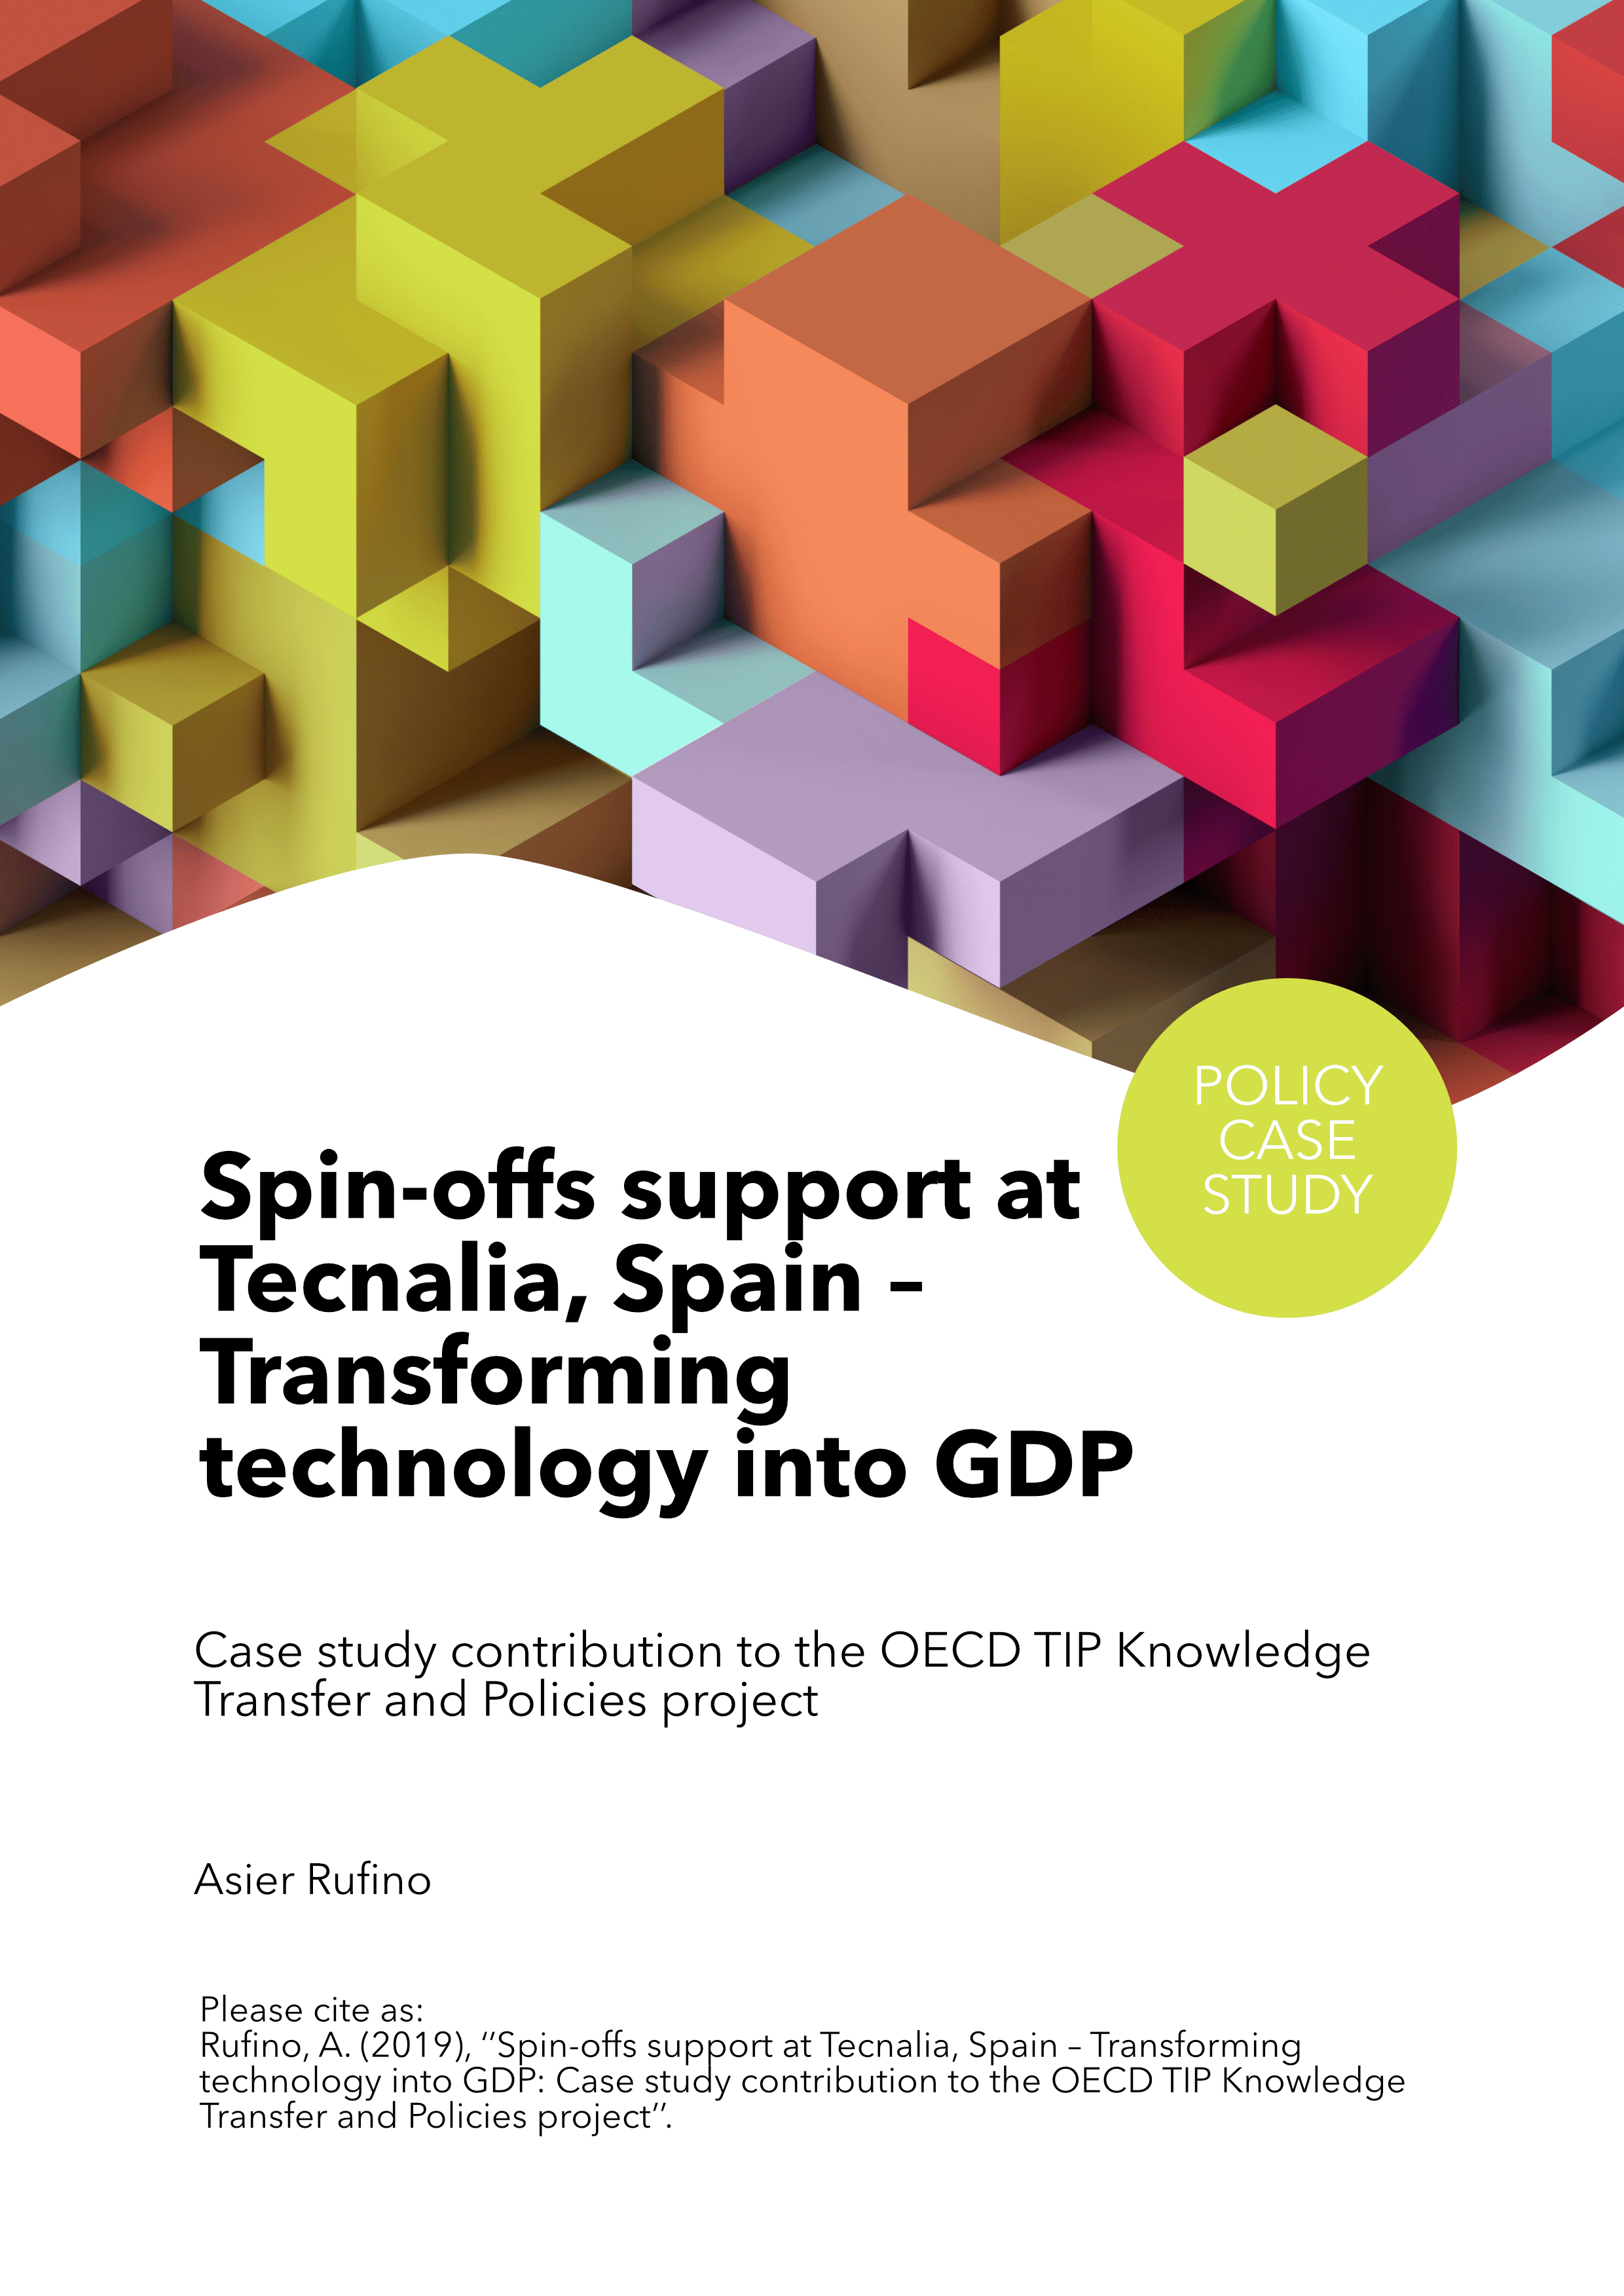 POLICY
CASE
STUDY
Spin-offs support at
Tecnalia, Spain –
Transforming
technology into GDP
Case study contribution to the OECD TIP Knowledge
Transfer and Policies project
Asier Rufino
Please cite as:
Rufino, A. (2019), “Spin-offs support at Tecnalia, Spain – Transforming
technology into GDP: Case study contribution to the OECD TIP Knowledge
Transfer and Policies project”.